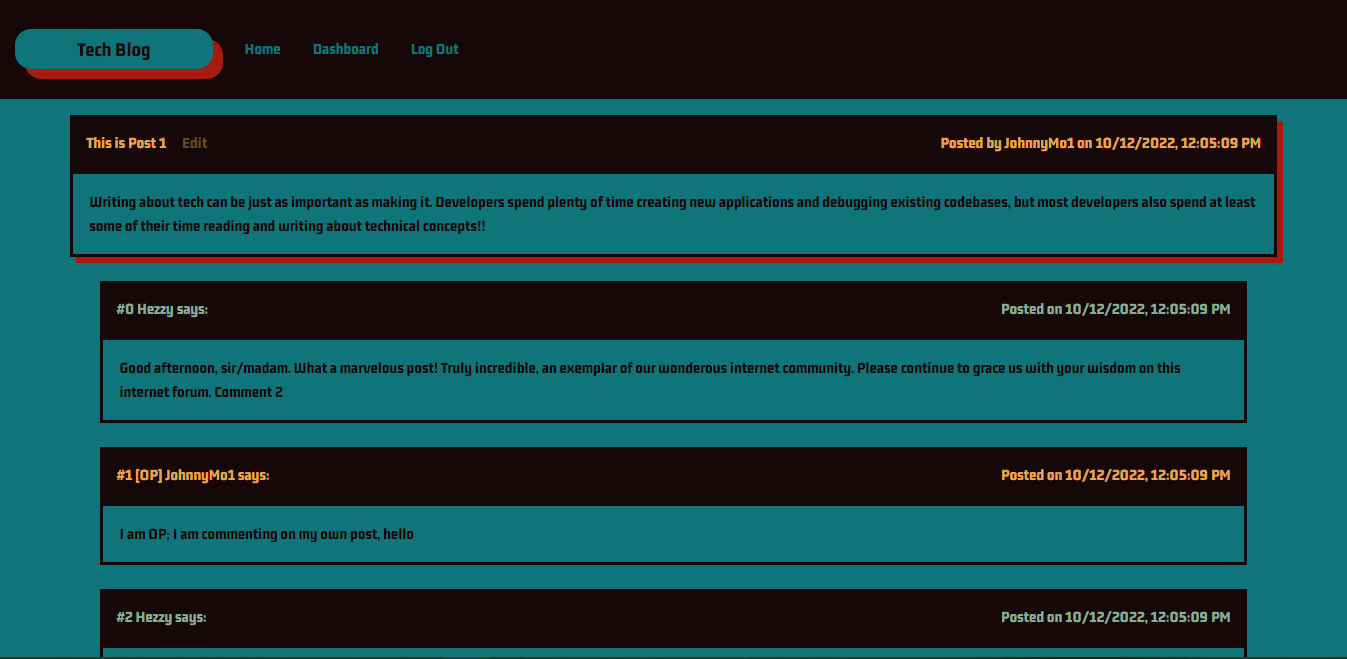 Tech Blog Home Dashboard Log Out
This is Post 1 Edit Posted by JohnnyMo1 on 10/12/2022, 12:05:09 PM
Writing about tech can be just as important as making it. Developers spend plenty of time creating new applications and debugging existing codebases, but most developers also spend at least
some of their time reading and writing about technical concepts!!
#0 Hezzy says: Posted on 10/12/2022, 12:05:09 PM
Good afternoon, sir/madam. What a marvelous post! Truly incredible, an exemplar of our wonderous internet community. Please continue to grace us with your wisdom on this
internet forum. Comment 2
#1 [OP] JohnnyMo1 says: Posted on 10/12/2022, 12:05:09 PM
I am OP; I am commenting on my own post, hello
#2 Hezzy says: Posted on 10/12/2022, 12:05:09 PM